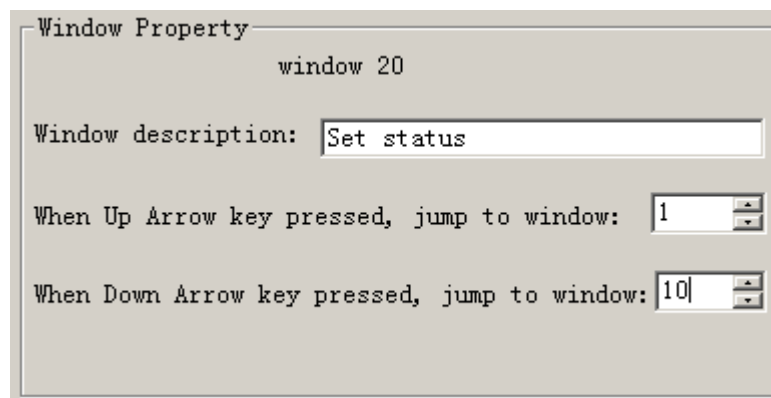 Window Property
window 20
Window description: Set status
When Up Arrow key pressed, jump to window: 1
When Down Arrow key pressed, jump to window: 10